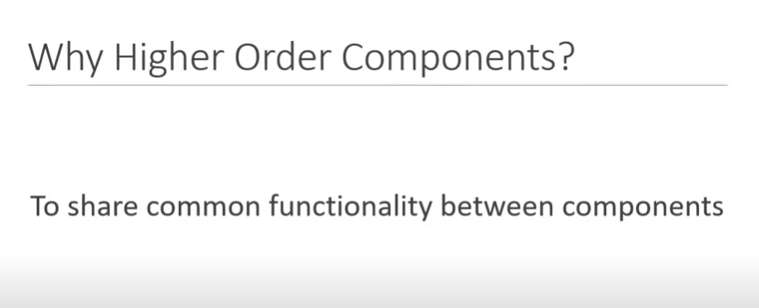 Why Higher Order Components?
To share common functionality between components